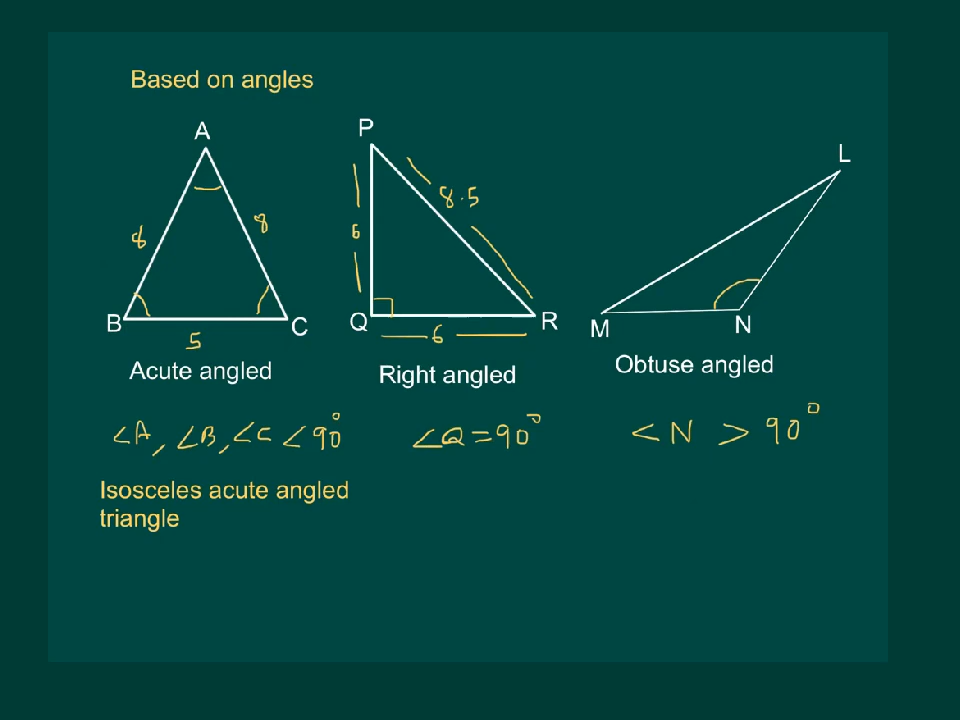 Based on angles
A
P
L
8
8
8.5
6
B
C
5
Q
6
R
M
N
Acute angled
Right angled
Obtuse angled
∠A, ∠B, ∠C < 90°
∠Q = 90°
< N > 90°
Isosceles acute angled
triangle